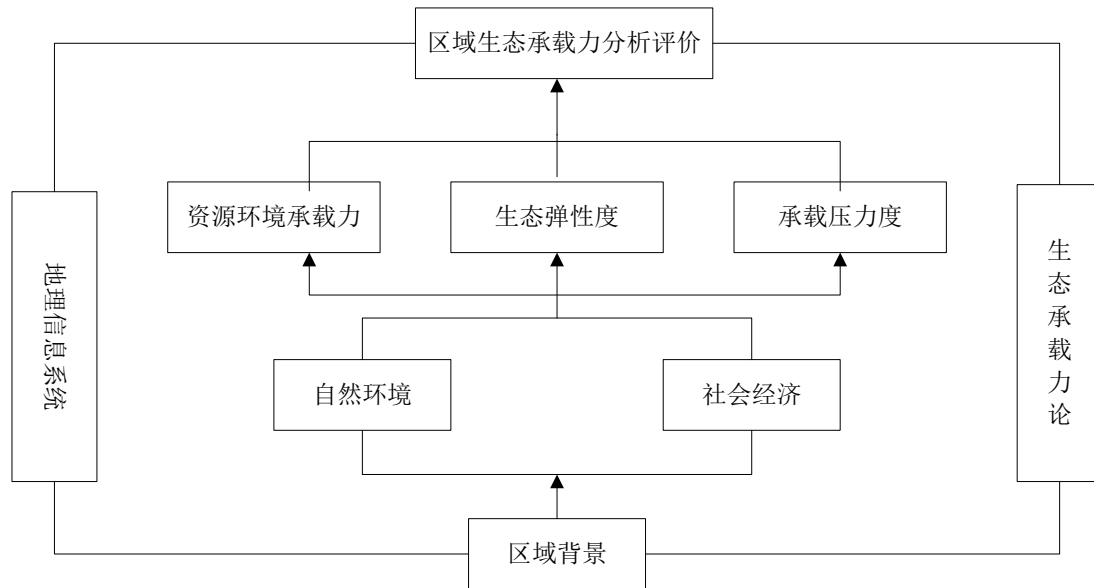 区域生态承载力分析评价
资源环境承载力
生态弹性度
承载压力度
地理信息系统
生态承载力论
自然环境
社会经济
区域背景